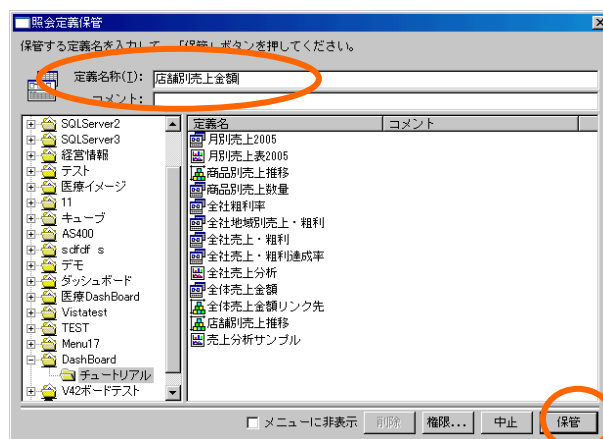 照会定義保管
保管する定義名を入力して、「保管」ボタンを押してください。
定義名称(I): 店舗別売上金額
コメント:
定義名 コメント
SQLServer2
SQLServer3
経営情報
テスト
医療イメージ
11
キューブ
AS400
sdfdf s
デモ
ダッシュボード
医療DashBoard
Vistatest
TEST
Menu17
DashBoard
チュートリアル
V42ボードテスト
月別売上2005
月別売上表2005
商品別売上推移
商品別売上数量
全社粗利率
全社地域別売上・粗利
全社売上・粗利
全社売上・粗利達成率
全社売上分析
全体売上金額
全体売上金額リンク先
店舗別売上推移
売上分析サンプル
メニューに非表示 削除 権限... 中止 保管